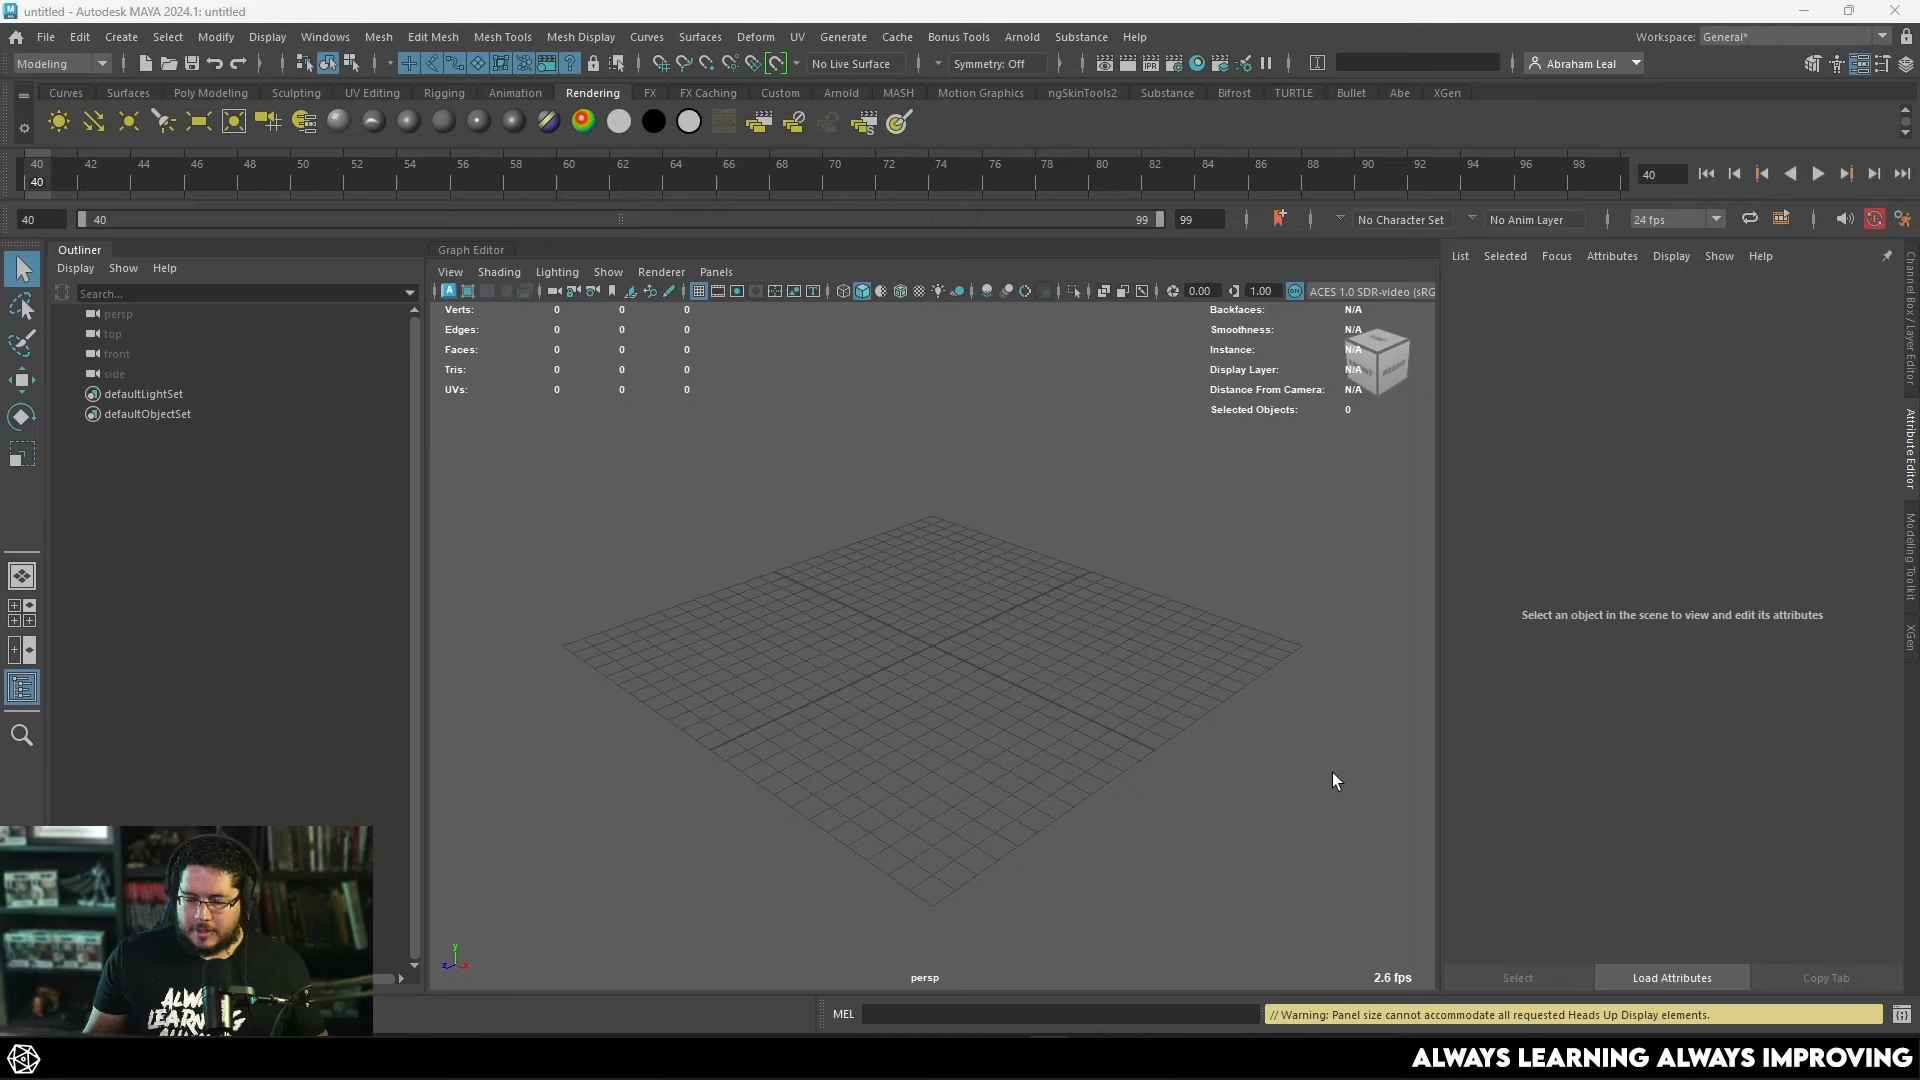 untitled - Autodesk MAYA 2024.1: untitled
File Edit Create Select Modify Display Windows Mesh Edit Mesh Mesh Tools Mesh Display Curves Surfaces Deform UV Generate Cache Bonus Tools Arnold Substance Help
Workspace: General*
Modeling
No Live Surface
Symmetry: Off
Abraham Leal
Curves Surfaces Poly Modeling Sculpting UV Editing Rigging Animation Rendering FX FX Caching Custom Arnold MASH Motion Graphics ngSkinTools2 Substance Bifrost TURTLE Bullet Abe XGen
40 42 44 46 48 50 52 54 56 58 60 62 64 66 68 70 72 74 76 78 80 82 84 86 88 90 92 94 96 98
40
40
40 40 99 99
No Character Set
No Anim Layer
24 fps
Outliner
Display Show Help
Search...
persp
top
front
side
defaultLightSet
defaultObjectSet
Graph Editor
View Shading Lighting Show Renderer Panels
0.00 1.00 ACES 1.0 SDR-video (sRG
Verts: 0 0 0
Edges: 0 0 0
Faces: 0 0 0
Tris: 0 0 0
UVs: 0 0 0
Backfaces: N/A
Smoothness: N/A
Instance: N/A
Display Layer: N/A
Distance From Camera: N/A
Selected Objects: 0
RIGHT
y
z x
persp
2.6 fps
List Selected Focus Attributes Display Show Help
Select an object in the scene to view and edit its attributes
Select Load Attributes Copy Tab
Channel Box / Layer Editor
Attribute Editor
Modeling Toolkit
XGen
MEL
// Warning: Panel size cannot accommodate all requested Heads Up Display elements.
ALWAYS LEARNING ALWAYS IMPROVING